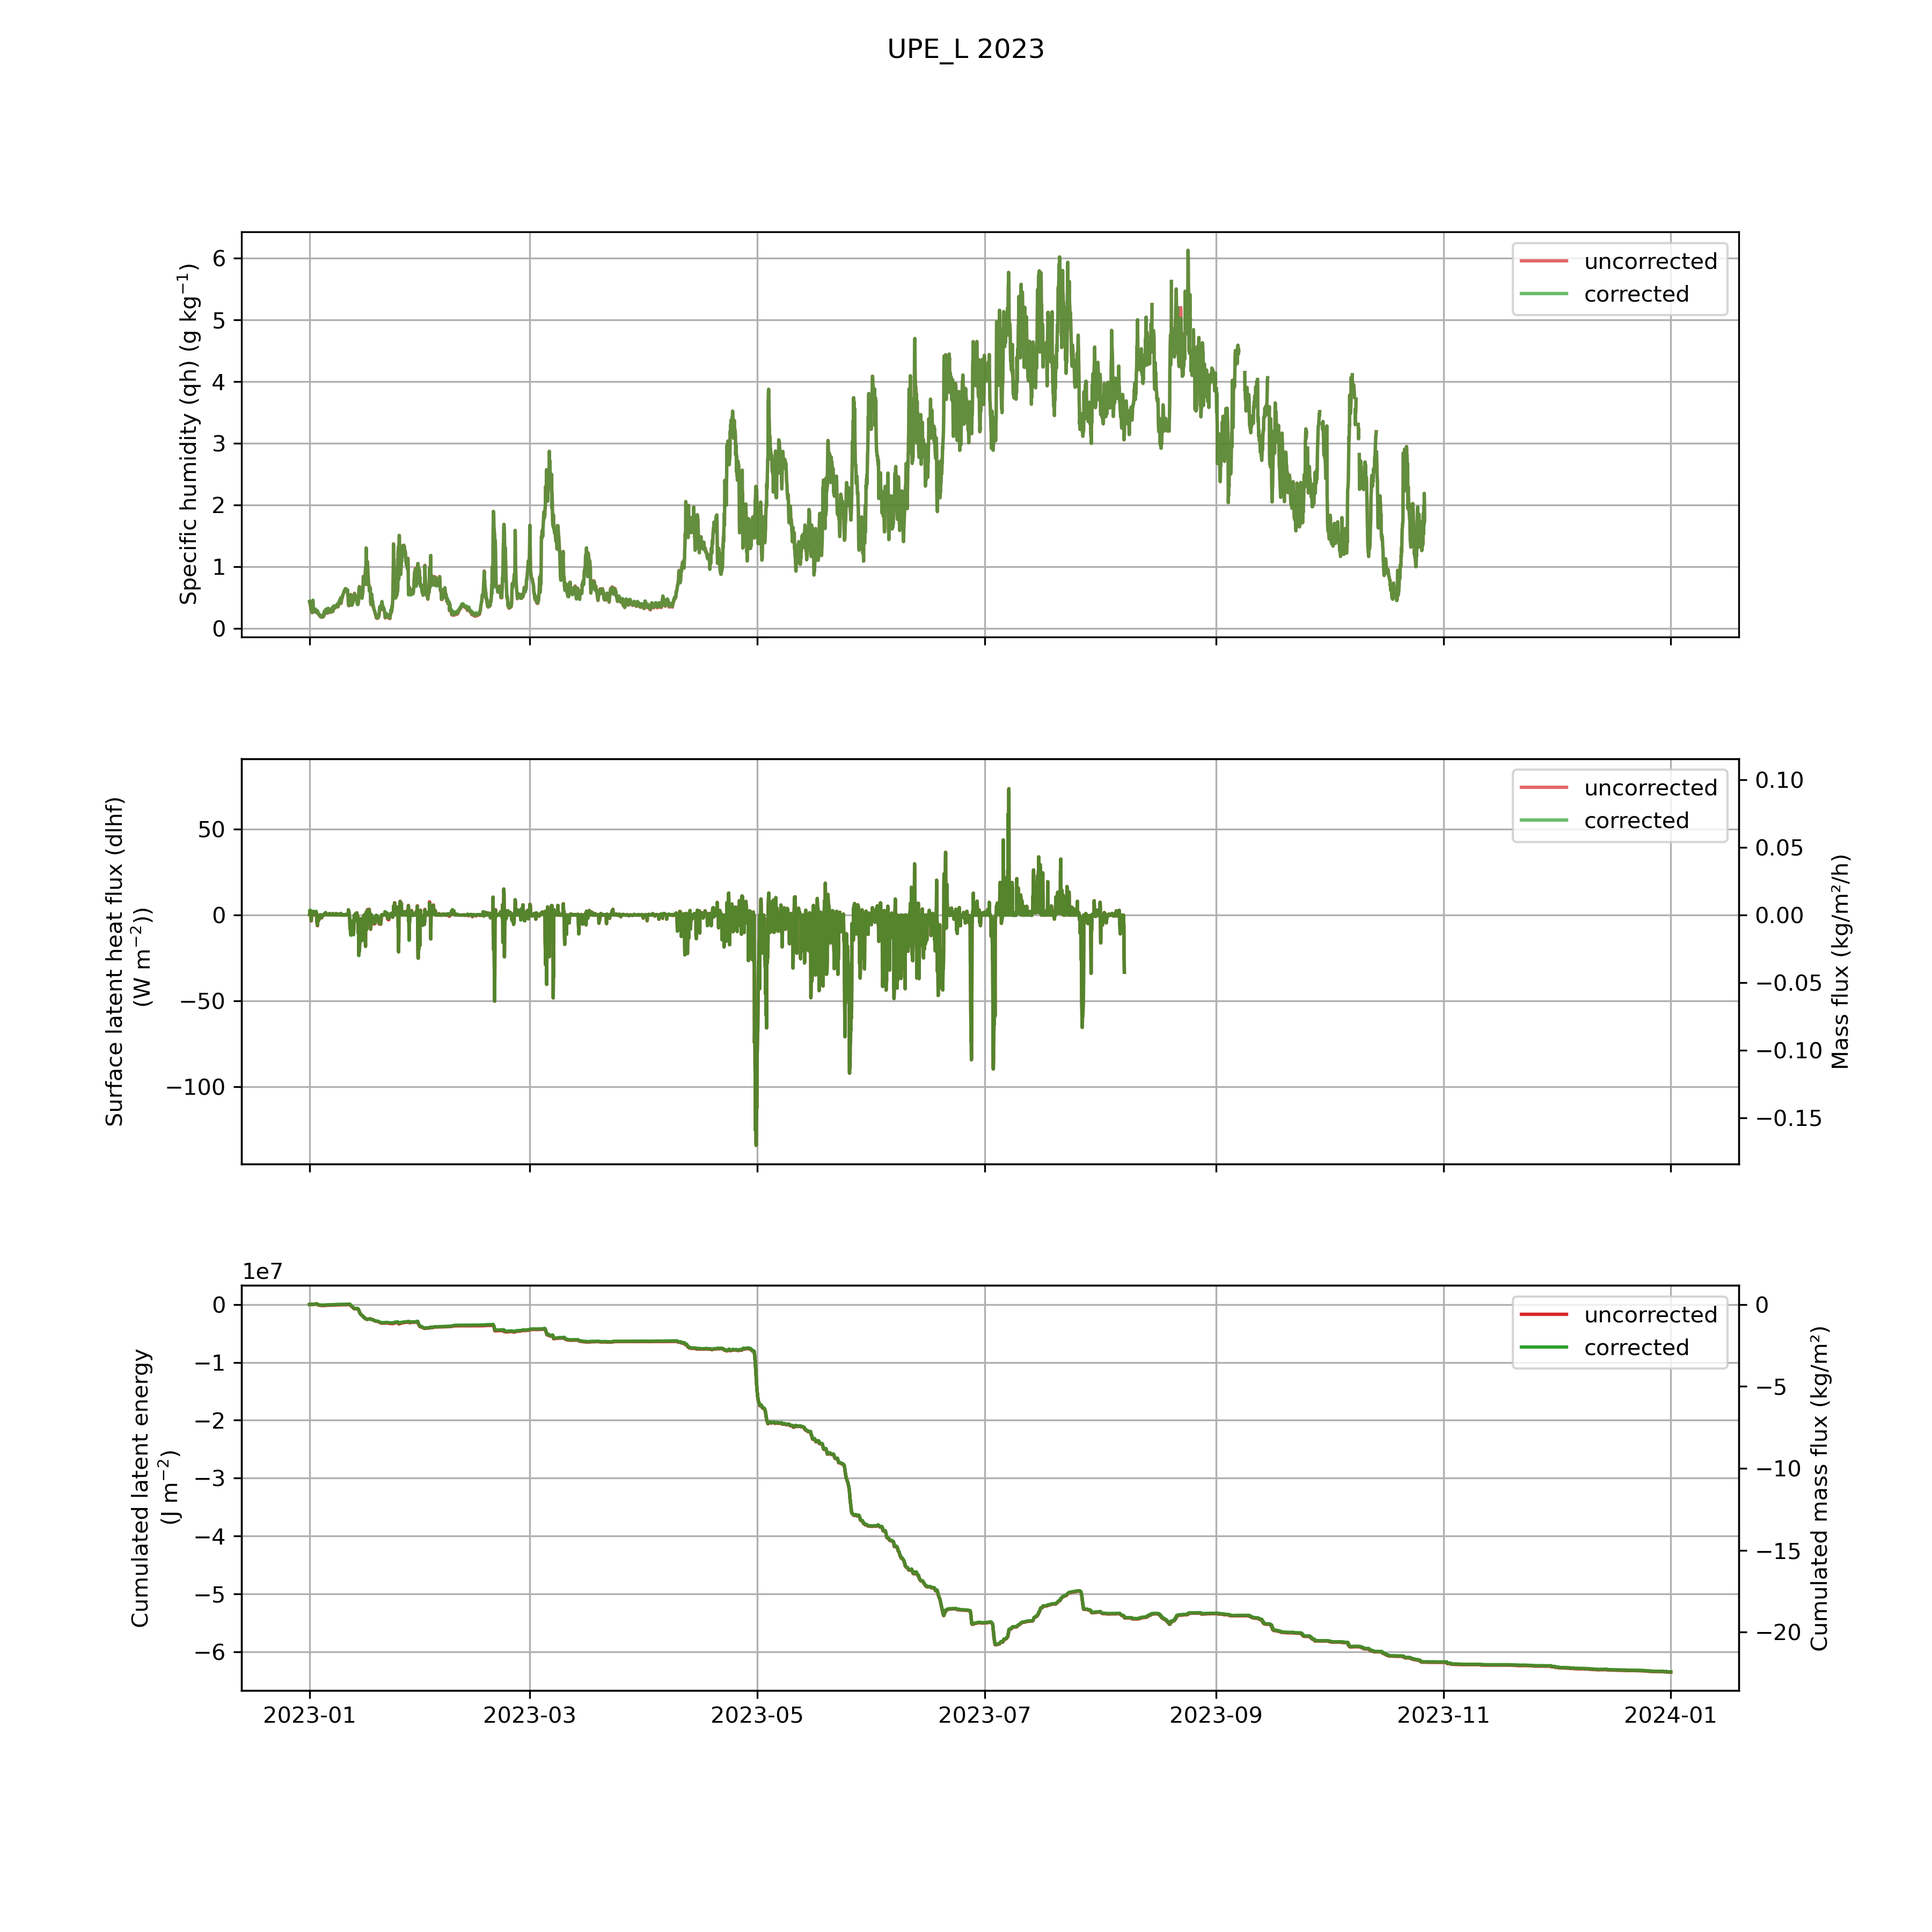 UPE_L 2023
Specific humidity (qh) (g kg⁻¹)
6
5
4
3
2
1
0
uncorrected
corrected
Surface latent heat flux (dlhf)
(W m⁻²))
50
0
−50
−100
uncorrected
corrected
0.10
0.05
0.00
−0.05
−0.10
−0.15
Mass flux (kg/m²/h)
1e7
Cumulated latent energy
(J m⁻²)
0
−1
−2
−3
−4
−5
−6
uncorrected
corrected
0
−5
−10
−15
−20
Cumulated mass flux (kg/m²)
2023-01 2023-03 2023-05 2023-07 2023-09 2023-11 2024-01